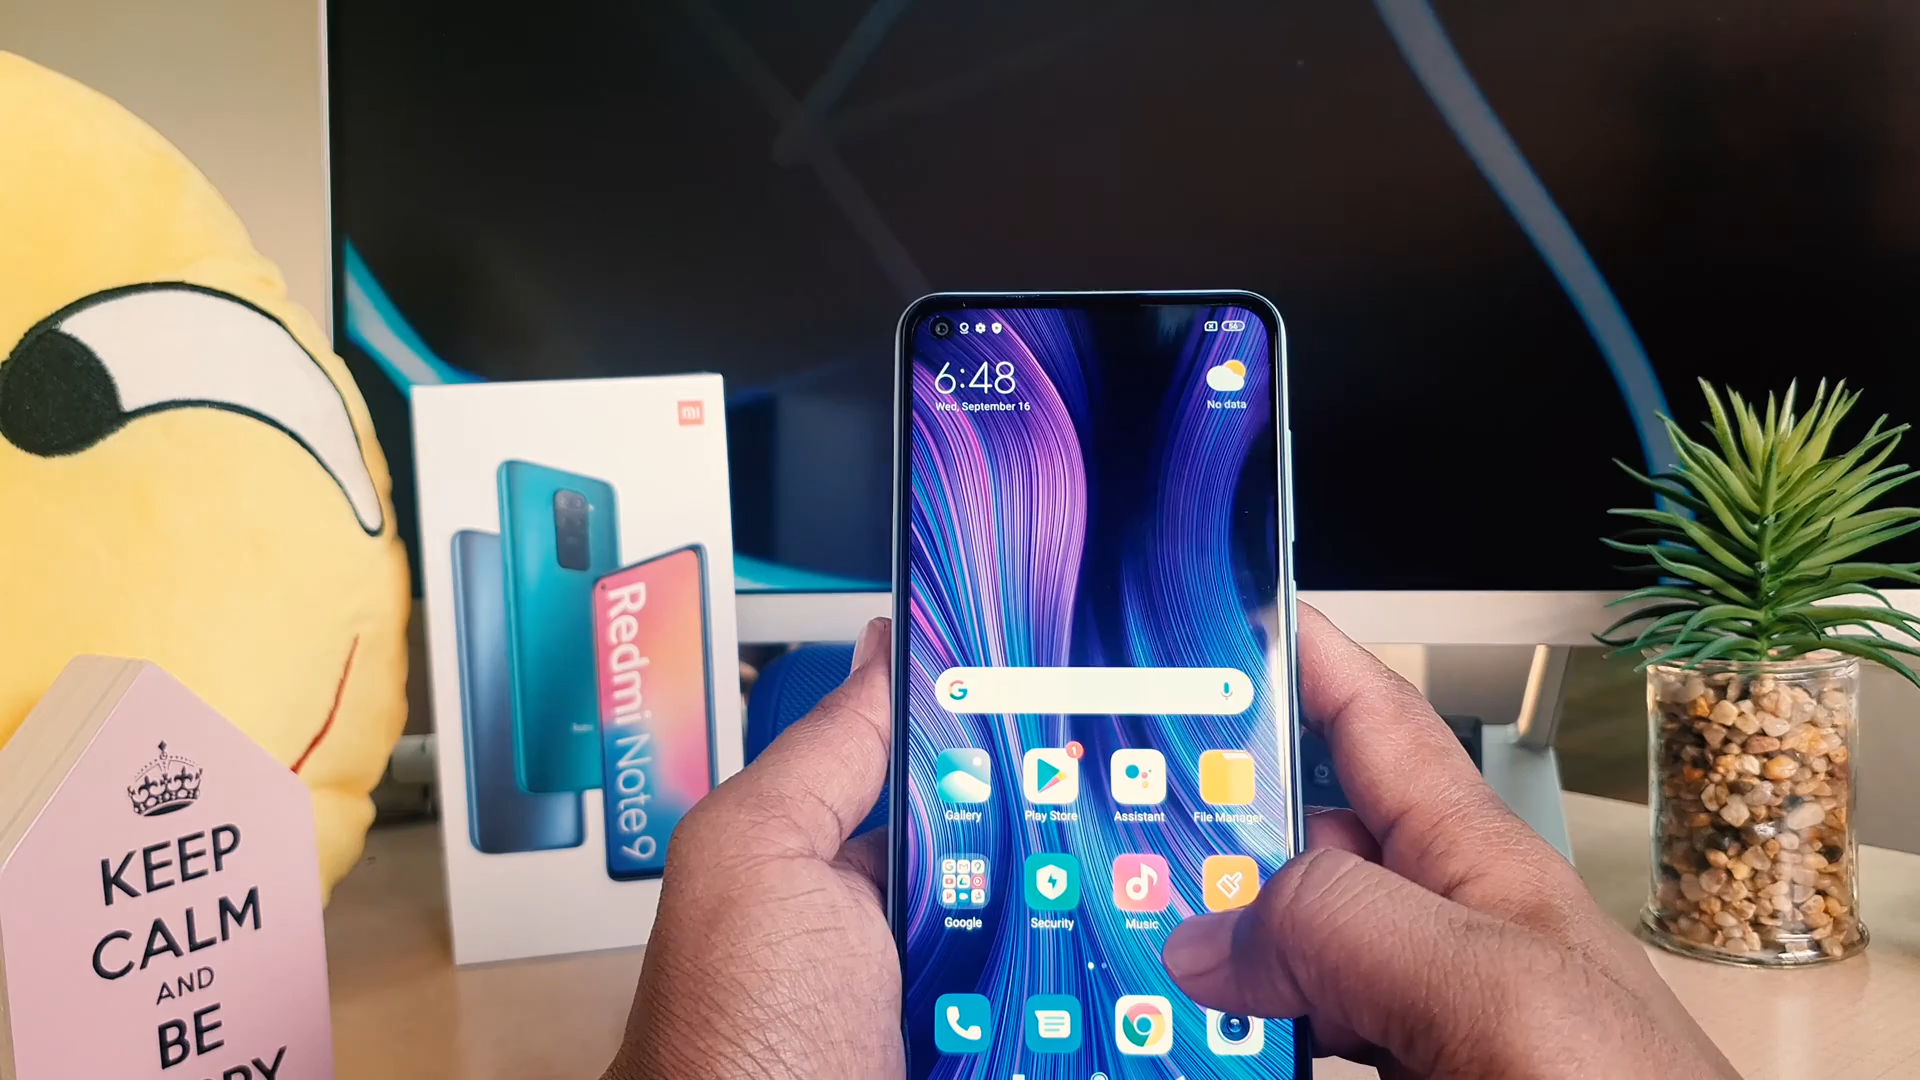 mi
Redmi Note 9
KEEP
CALM
AND
BE
6:48
Wed, September 16
No data
G
Gallery
Play Store
1
Assistant
File Manager
Google
Security
Music